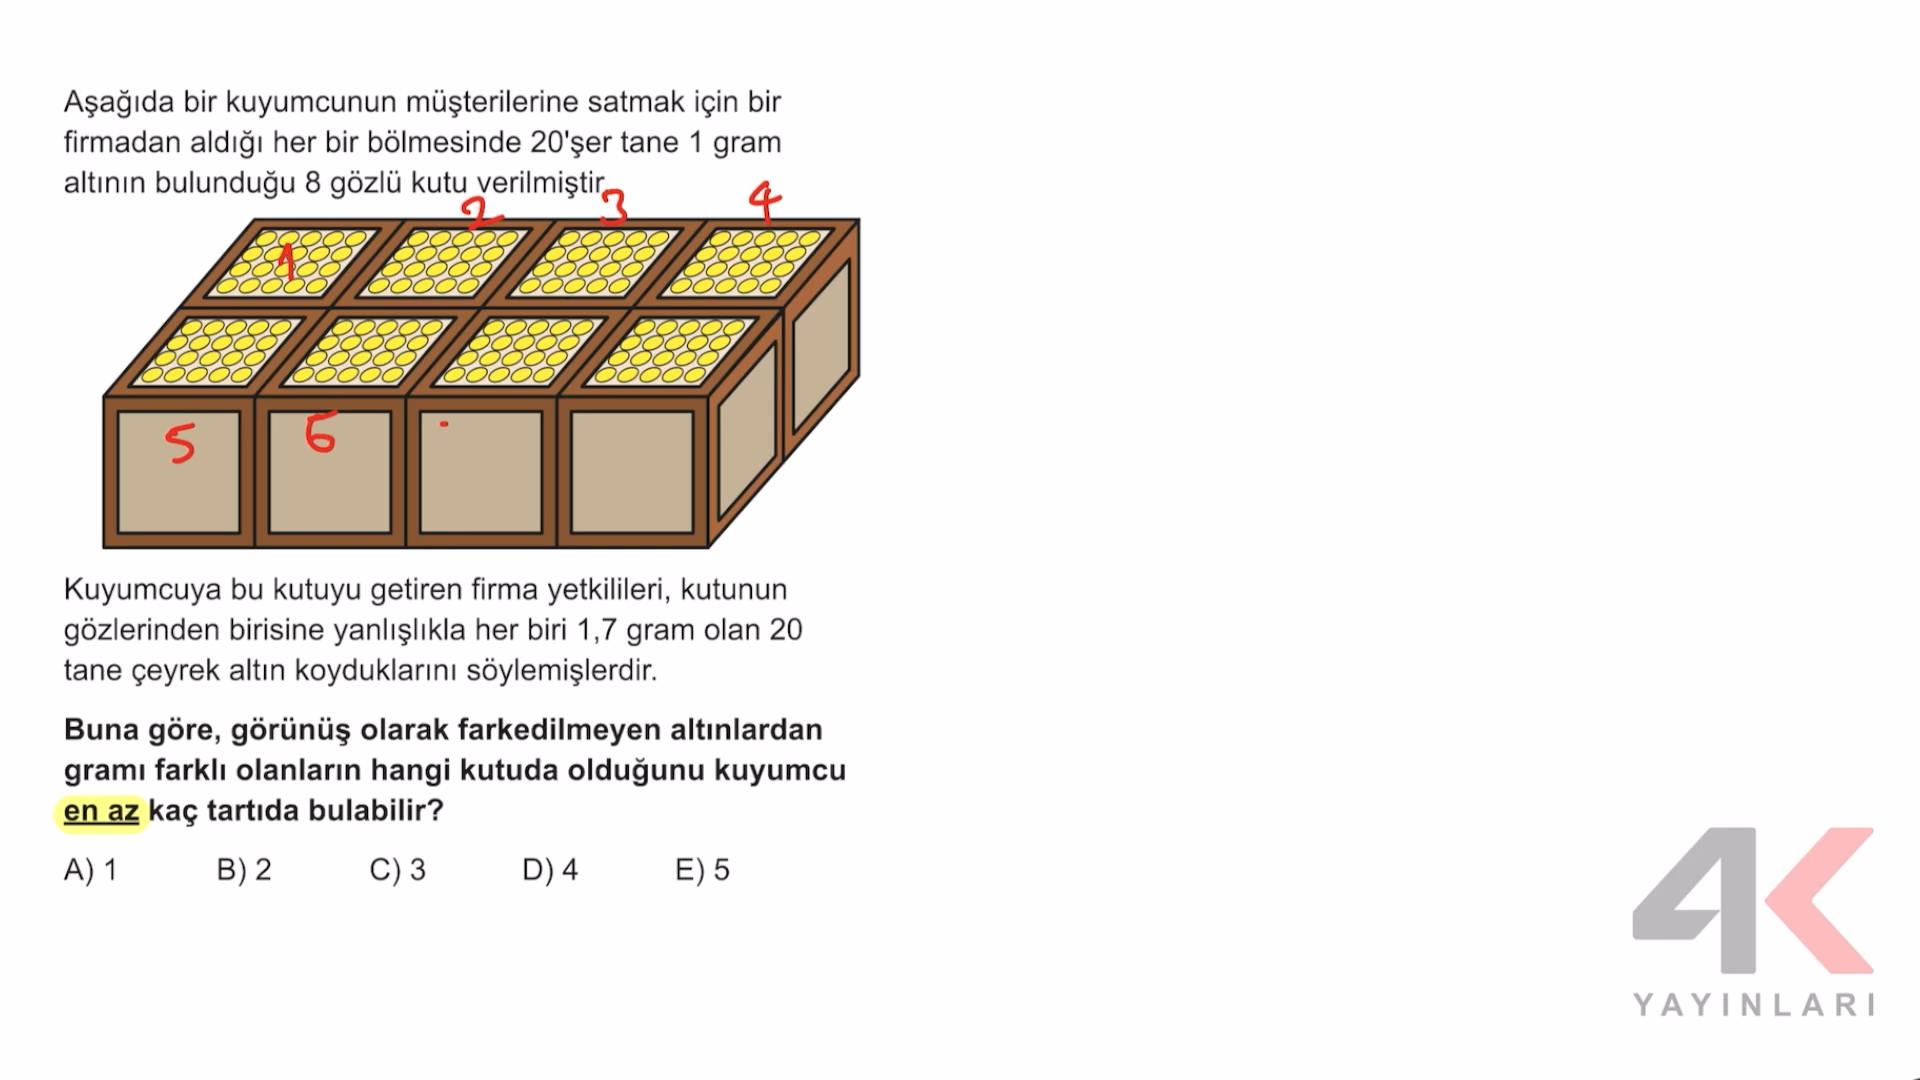 Aşağıda bir kuyumcunun müşterilerine satmak için bir
firmadan aldığı her bir bölmesinde 20'şer tane 1 gram
altının bulunduğu 8 gözlü kutu verilmiştir.
1 2 3 4
5 6
Kuyumcuya bu kutuyu getiren firma yetkilileri, kutunun
gözlerinden birisine yanlışlıkla her biri 1,7 gram olan 20
tane çeyrek altın koyduklarını söylemişlerdir.
Buna göre, görünüş olarak farkedilmeyen altınlardan
gramı farklı olanların hangi kutuda olduğunu kuyumcu
en az kaç tartıda bulabilir?
A) 1 B) 2 C) 3 D) 4 E) 5
4K
YAYINLARI